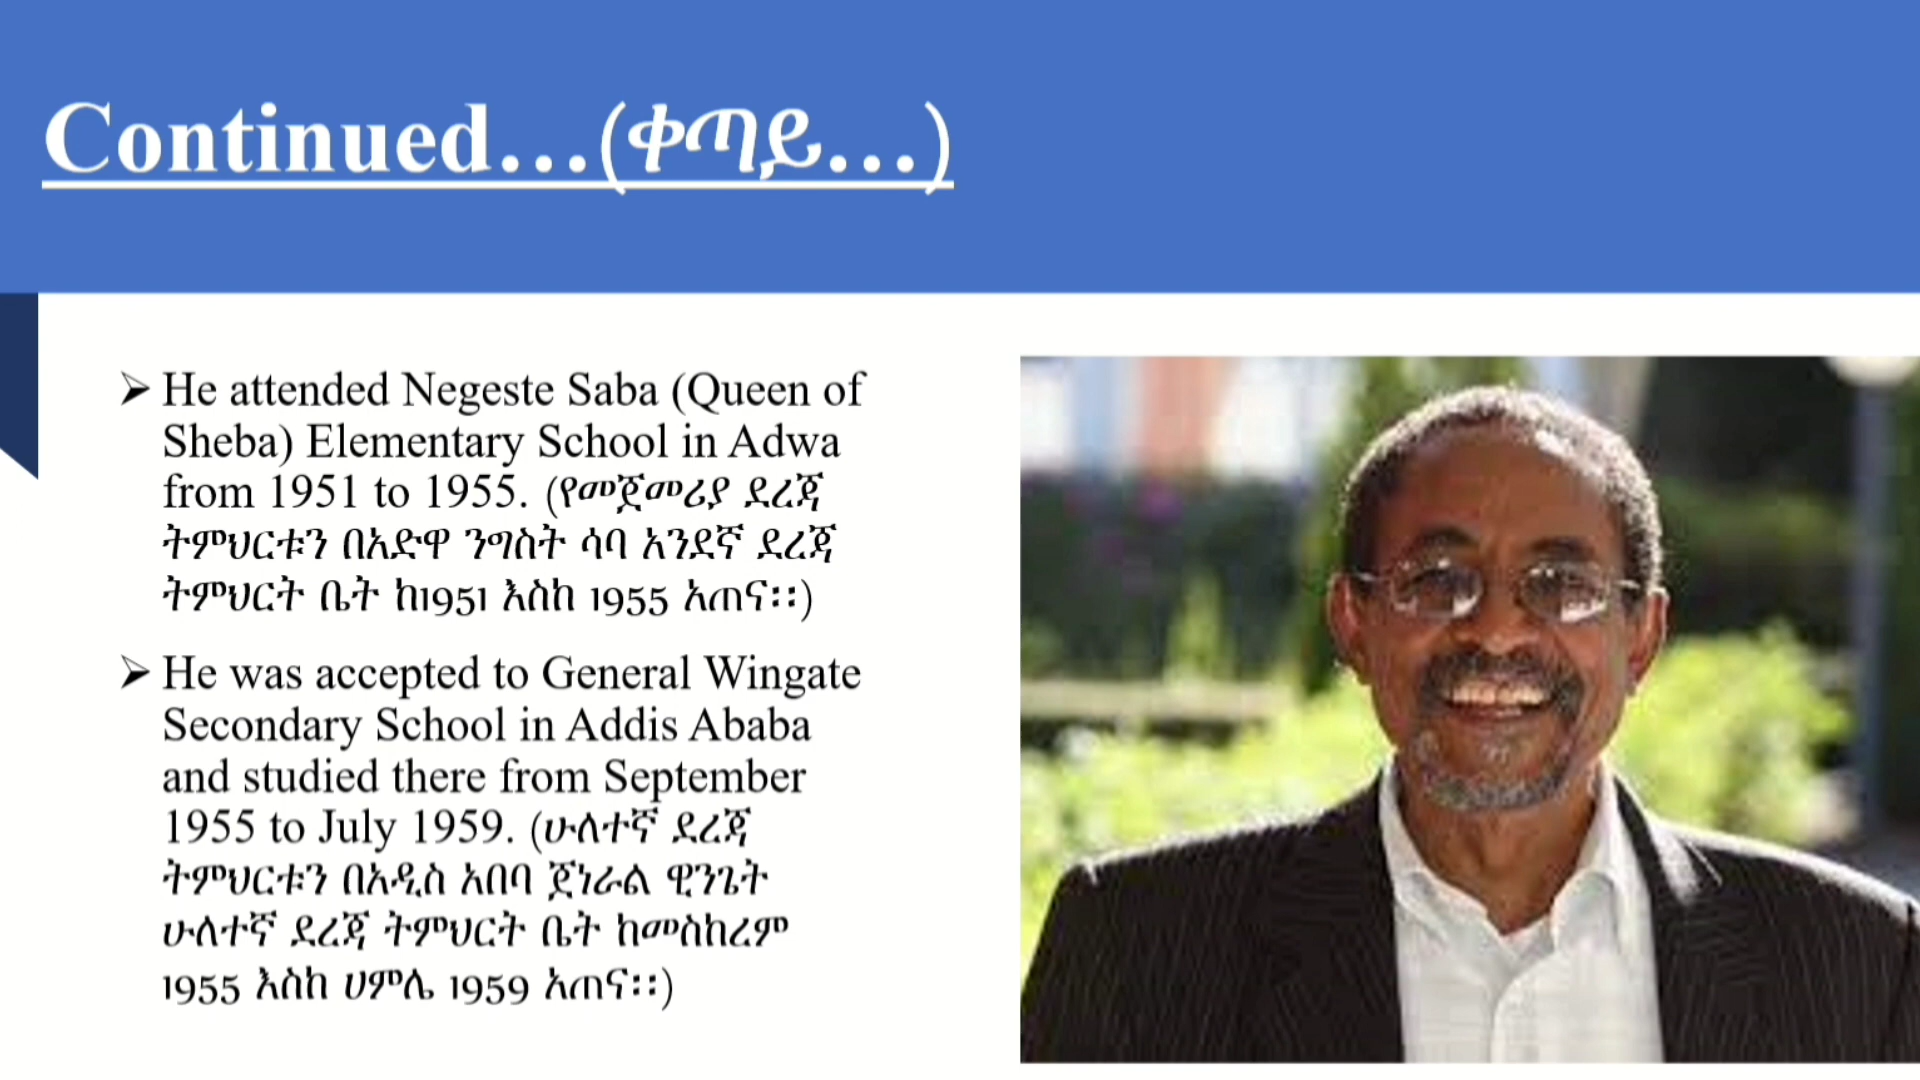 Continued…(ቀጣይ…)
➢ He attended Negeste Saba (Queen of
Sheba) Elementary School in Adwa
from 1951 to 1955. (የመጀመሪያ ደረጃ
ትምህርቱን በአድዋ ንግስት ሳባ አንደኛ ደረጃ
ትምህርት ቤት ከ1951 እስከ 1955 አጠና፡፡)
➢ He was accepted to General Wingate
Secondary School in Addis Ababa
and studied there from September
1955 to July 1959. (ሁለተኛ ደረጃ
ትምህርቱን በአዲስ አበባ ጀነራል ዊንጌት
ሁለተኛ ደረጃ ትምህርት ቤት ከመስከረም
1955 እስከ ሀምሌ 1959 አጠና፡፡)